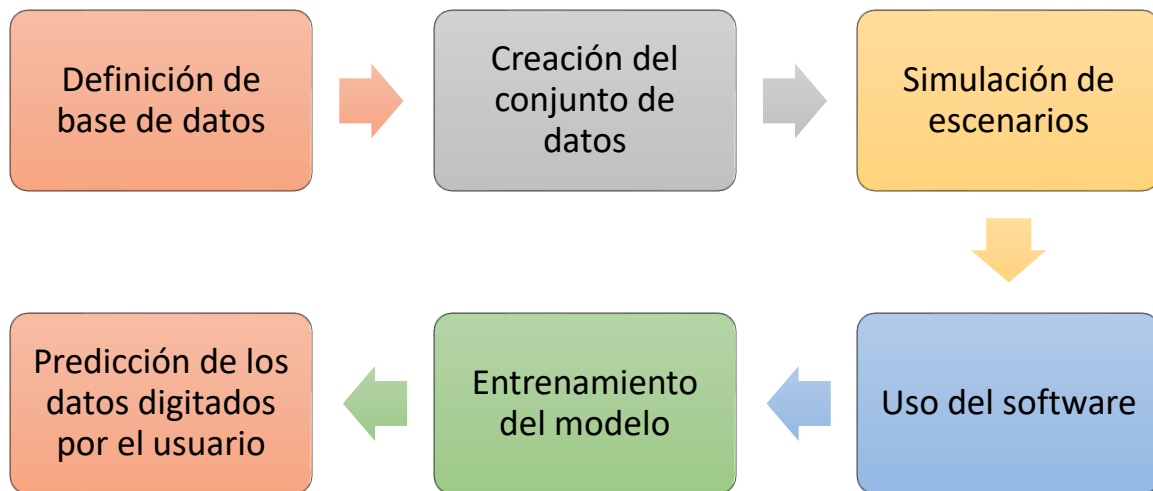 Definición de
base de datos
Creación del
conjunto de
datos
Simulación de
escenarios
Uso del software
Entrenamiento
del modelo
Predicción de los
datos digitados
por el usuario